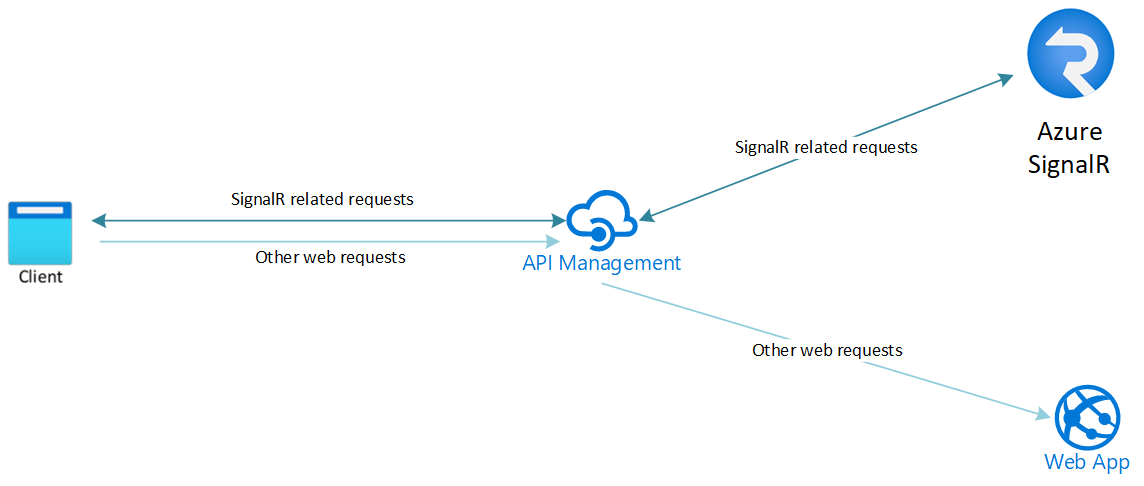 SignalR related requests
Azure
SignalR
SignalR related requests
Other web requests
Client
API Management
Other web requests
Web App